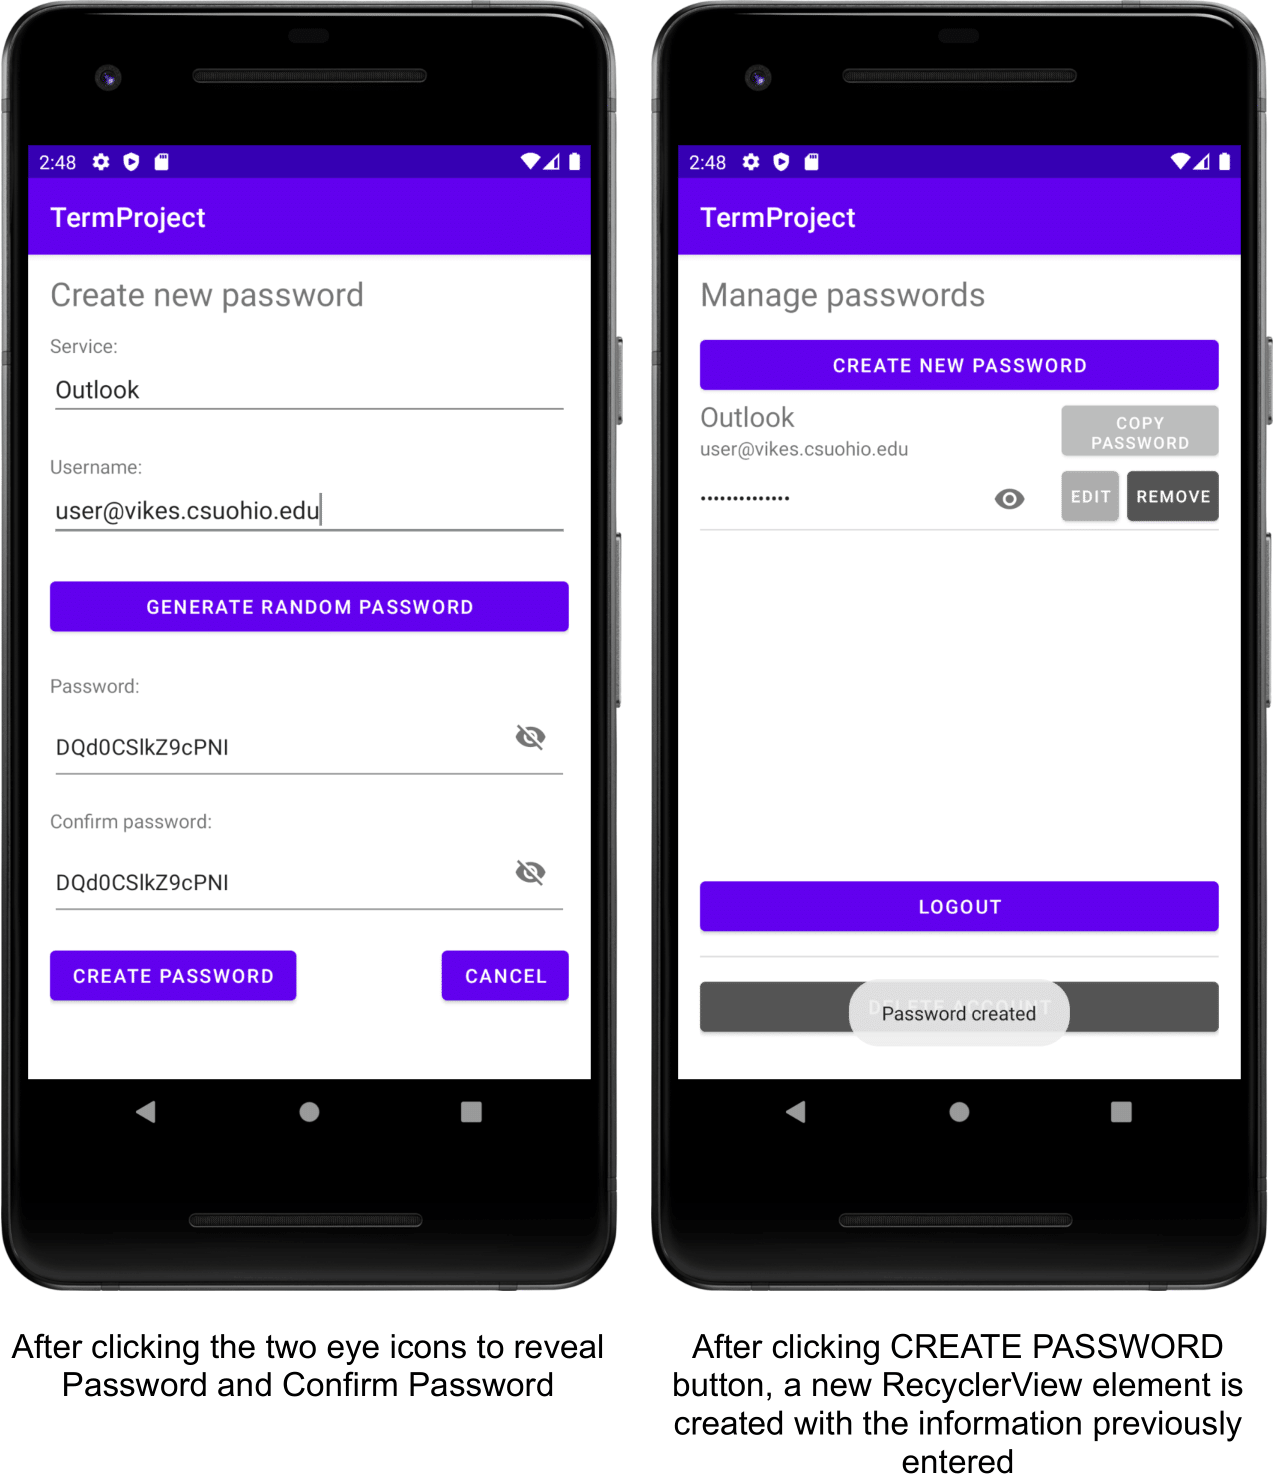 2:48
TermProject
Create new password
Service:
Outlook
Username:
user@vikes.csuohio.edu
GENERATE RANDOM PASSWORD
Password:
DQd0CSlkZ9cPNI
Confirm password:
DQd0CSlkZ9cPNI
CREATE PASSWORD
CANCEL
After clicking the two eye icons to reveal
Password and Confirm Password
2:48
TermProject
Manage passwords
CREATE NEW PASSWORD
Outlook
user@vikes.csuohio.edu
COPY
PASSWORD
••••••••••••••
EDIT
REMOVE
LOGOUT
DELETE ACCOUNT
Password created
After clicking CREATE PASSWORD
button, a new RecyclerView element is
created with the information previously
entered